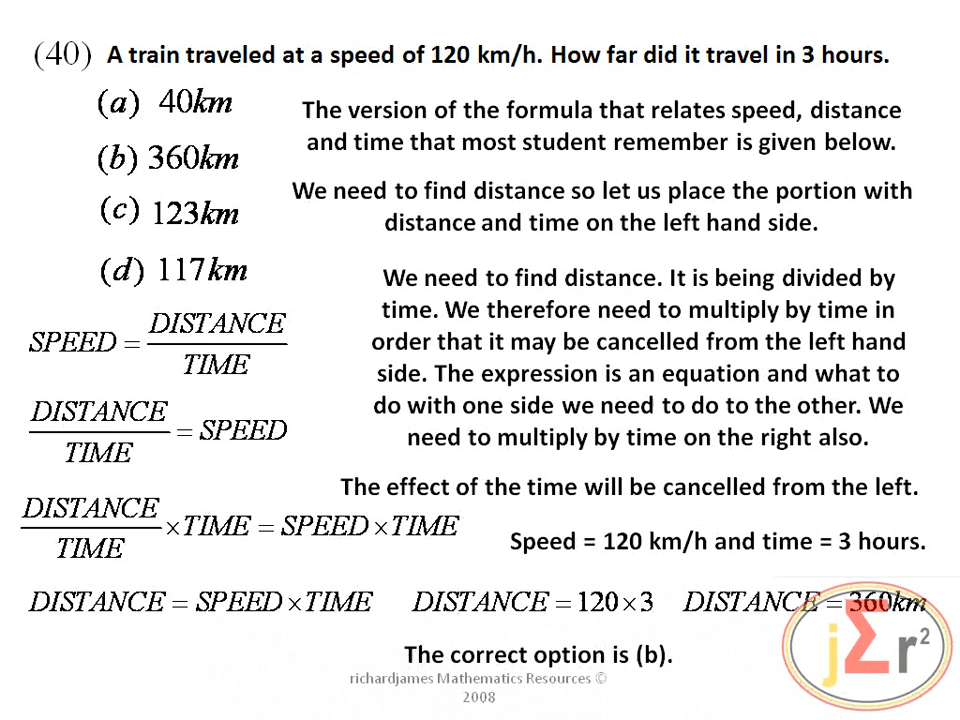 (40) A train traveled at a speed of 120 km/h. How far did it travel in 3 hours.
(a) 40km
(b) 360km
(c) 123km
(d) 117km
The version of the formula that relates speed, distance
and time that most student remember is given below.
We need to find distance so let us place the portion with
distance and time on the left hand side.
We need to find distance. It is being divided by
time. We therefore need to multiply by time in
order that it may be cancelled from the left hand
side. The expression is an equation and what to
do with one side we need to do to the other. We
need to multiply by time on the right also.
SPEED = DISTANCE / TIME
DISTANCE / TIME = SPEED
The effect of the time will be cancelled from the left.
DISTANCE / TIME × TIME = SPEED × TIME
Speed = 120 km/h and time = 3 hours.
DISTANCE = SPEED × TIME DISTANCE = 120 × 3 DISTANCE = 360km
The correct option is (b).
richardjames Mathematics Resources ©
2008
jΣr²